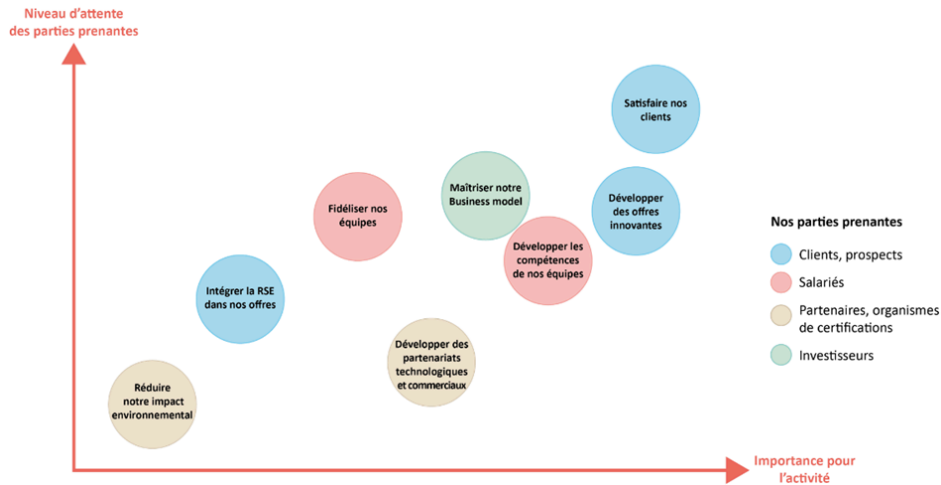 Niveau d'attente
des parties prenantes
Satisfaire nos
clients
Maîtriser notre
Business model
Développer
des offres
innovantes
Fidéliser nos
équipes
Développer les
compétences
de nos équipes
Intégrer la RSE
dans nos offres
Développer des
partenariats
technologiques
et commerciaux
Réduire
notre impact
environnemental
Importance pour
l'activité
Nos parties prenantes
Clients, prospects
Salariés
Partenaires, organismes
de certifications
Investisseurs